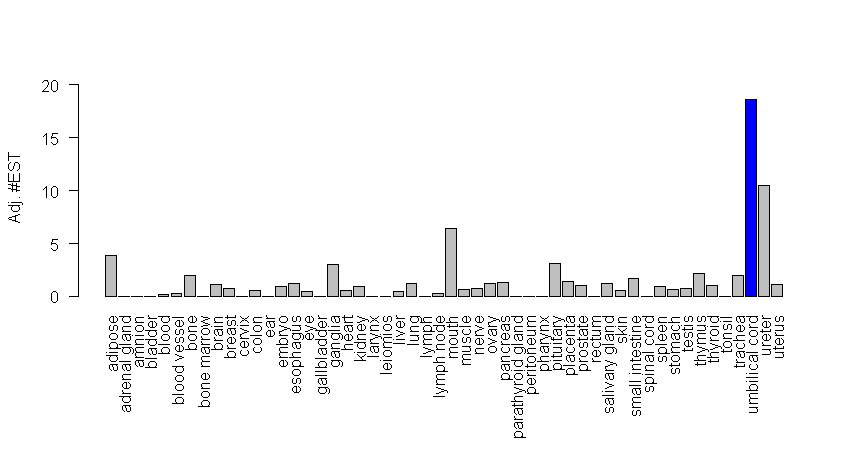 Adj. #EST
20
15
10
5
0
adipose
adrenal gland
amnion
bladder
blood
blood vessel
bone
bone marrow
brain
breast
cervix
colon
ear
embryo
esophagus
eye
gallbladder
ganglia
heart
kidney
larynx
leiomios
liver
lung
lymph
lymph node
mouth
muscle
nerve
ovary
pancreas
parathyroid gland
peritoneum
pharynx
pituitary
placenta
prostate
rectum
salivary gland
skin
small intestine
spinal cord
spleen
stomach
testis
thymus
thyroid
tonsil
trachea
umbilical cord
ureter
uterus